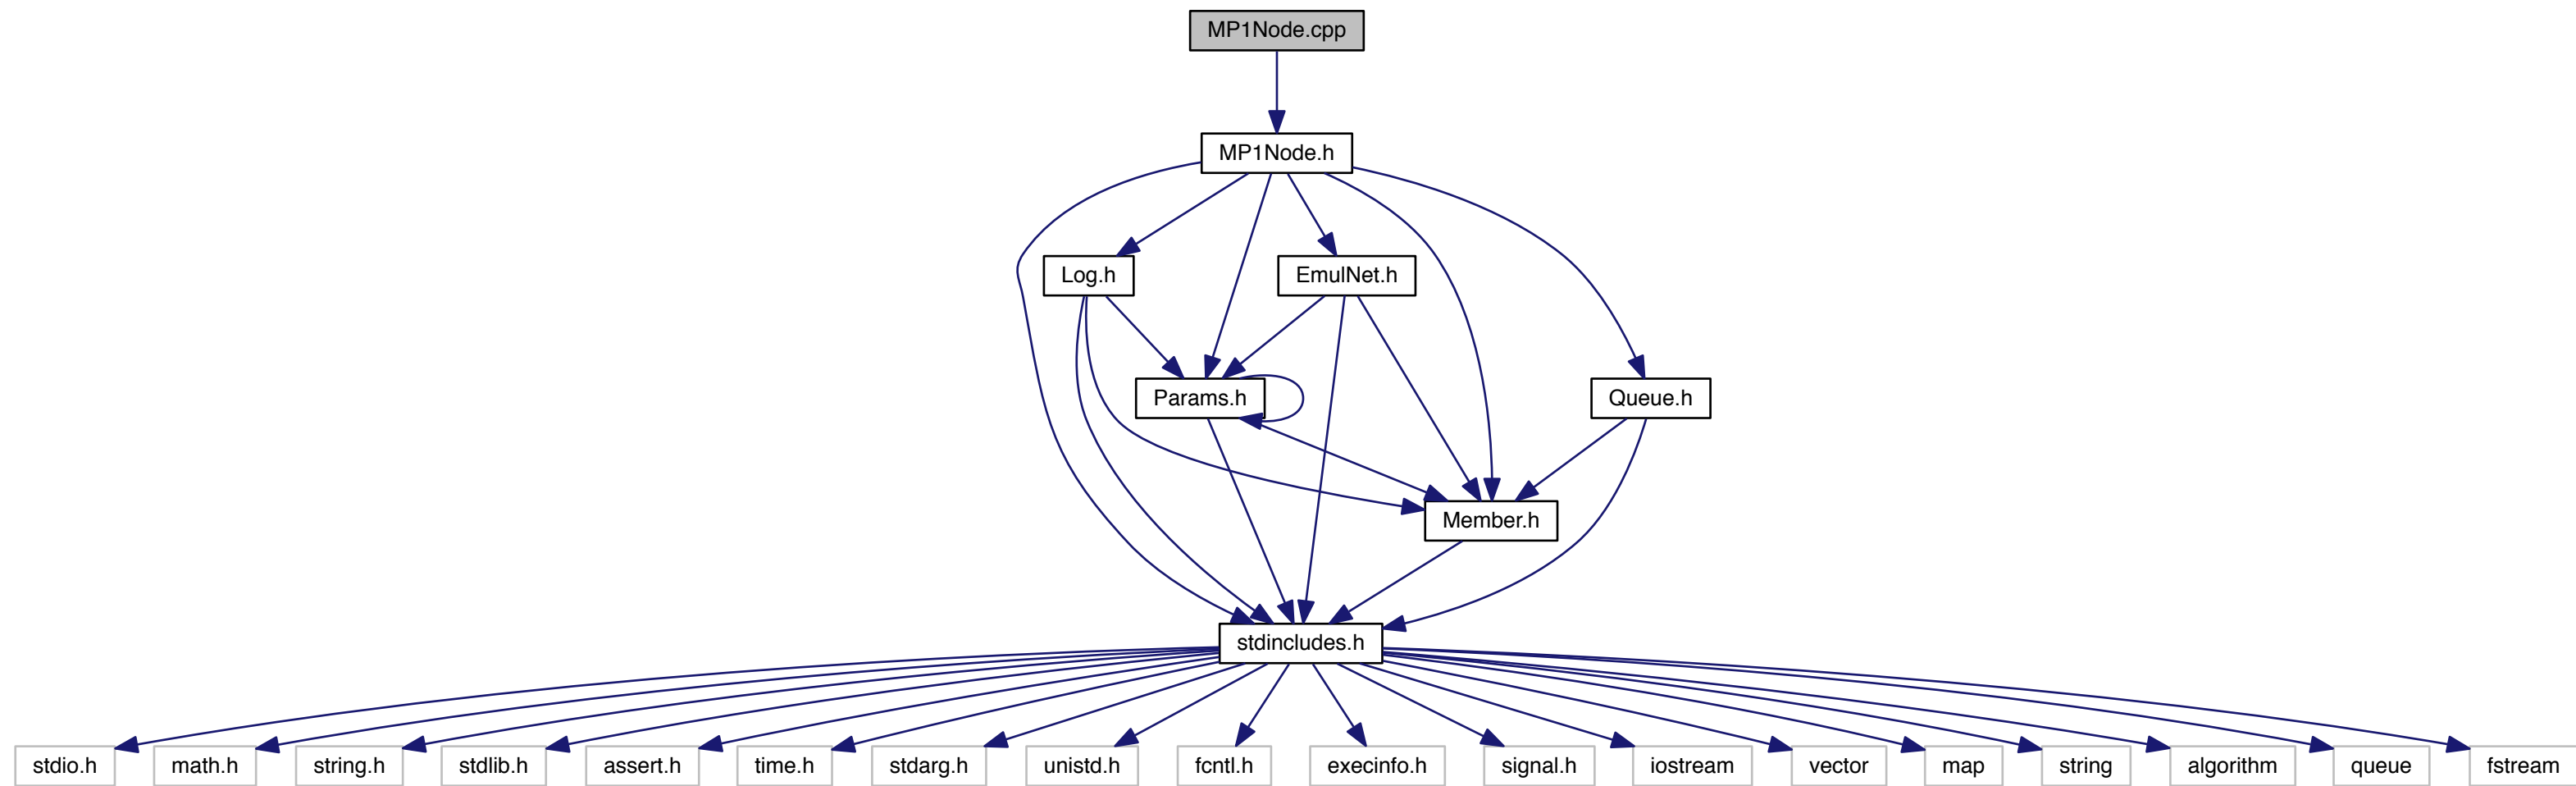 MP1Node.cpp
MP1Node.h
Log.h
EmulNet.h
Params.h
Queue.h
Member.h
stdincludes.h
stdio.h
math.h
string.h
stdlib.h
assert.h
time.h
stdarg.h
unistd.h
fcntl.h
execinfo.h
signal.h
iostream
vector
map
string
algorithm
queue
fstream